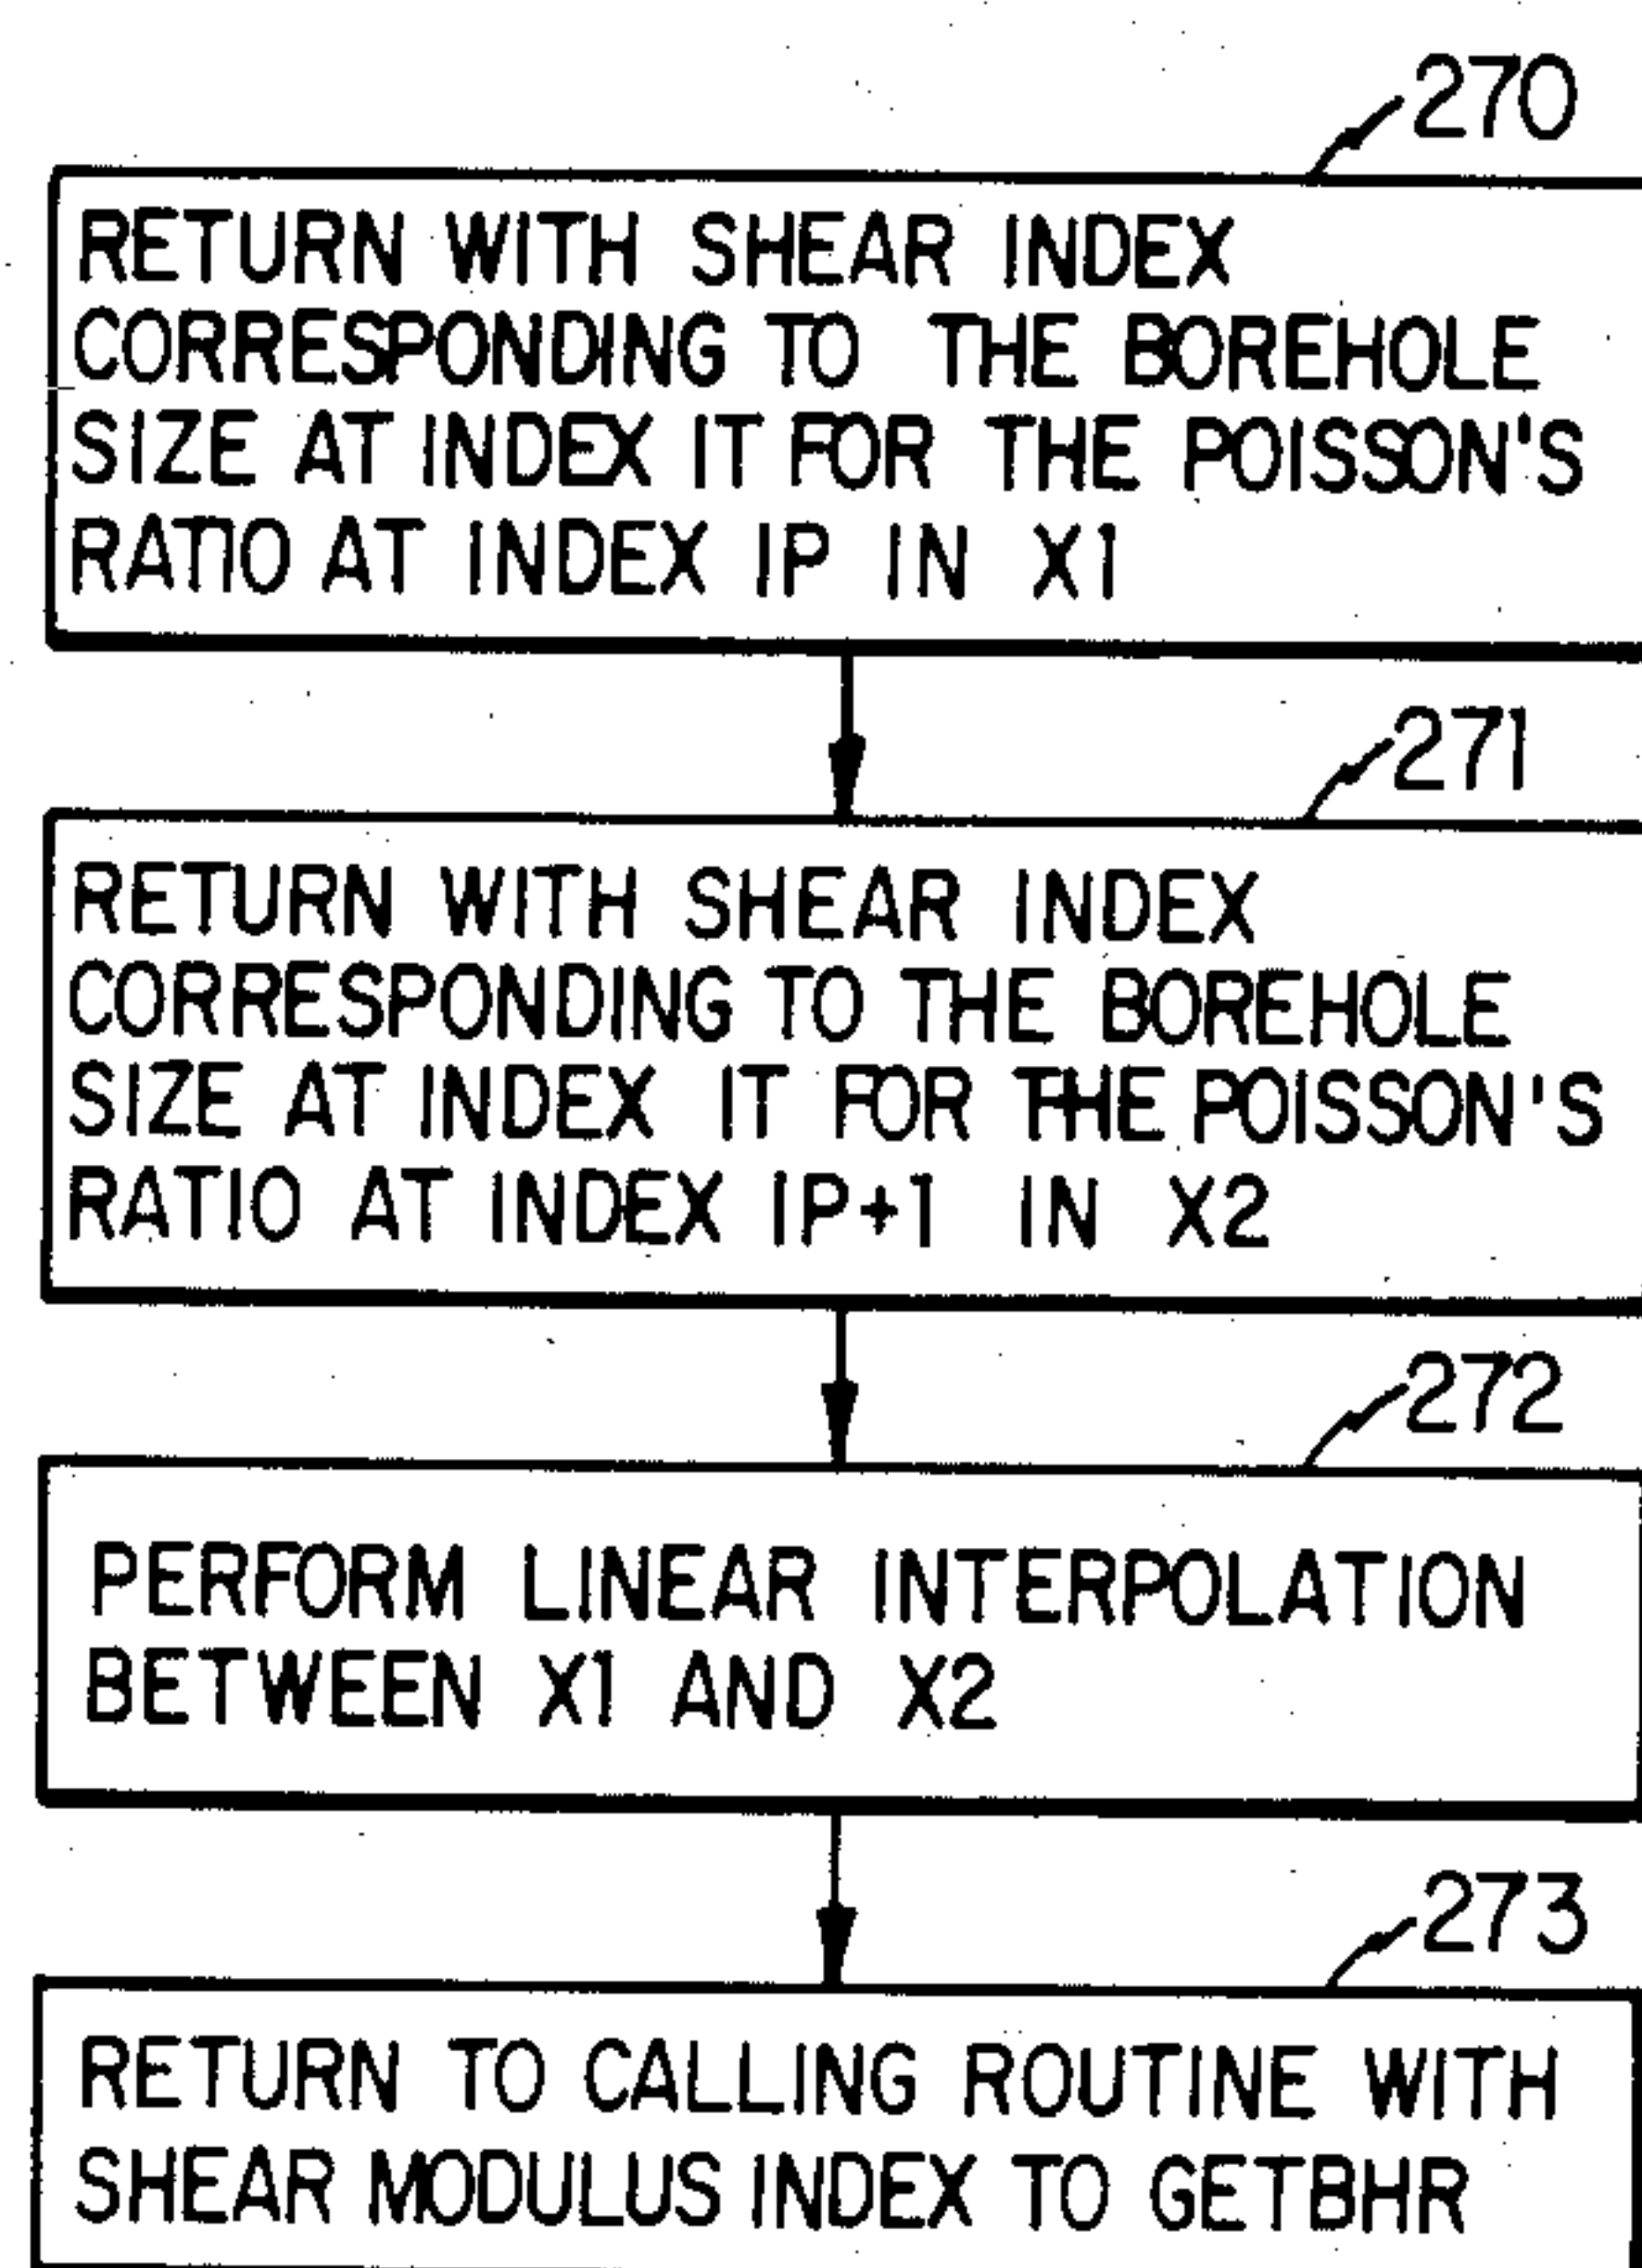 270
RETURN WITH SHEAR INDEX
CORRESPONDING TO THE BOREHOLE
SIZE AT INDEX IT FOR THE POISSON'S
RATIO AT INDEX IP IN X1
271
RETURN WITH SHEAR INDEX
CORRESPONDING TO THE BOREHOLE
SIZE AT INDEX IT FOR THE POISSON'S
RATIO AT INDEX IP+1 IN X2
272
PERFORM LINEAR INTERPOLATION
BETWEEN X1 AND X2
273
RETURN TO CALLING ROUTINE WITH
SHEAR MODULUS INDEX TO GETBHR